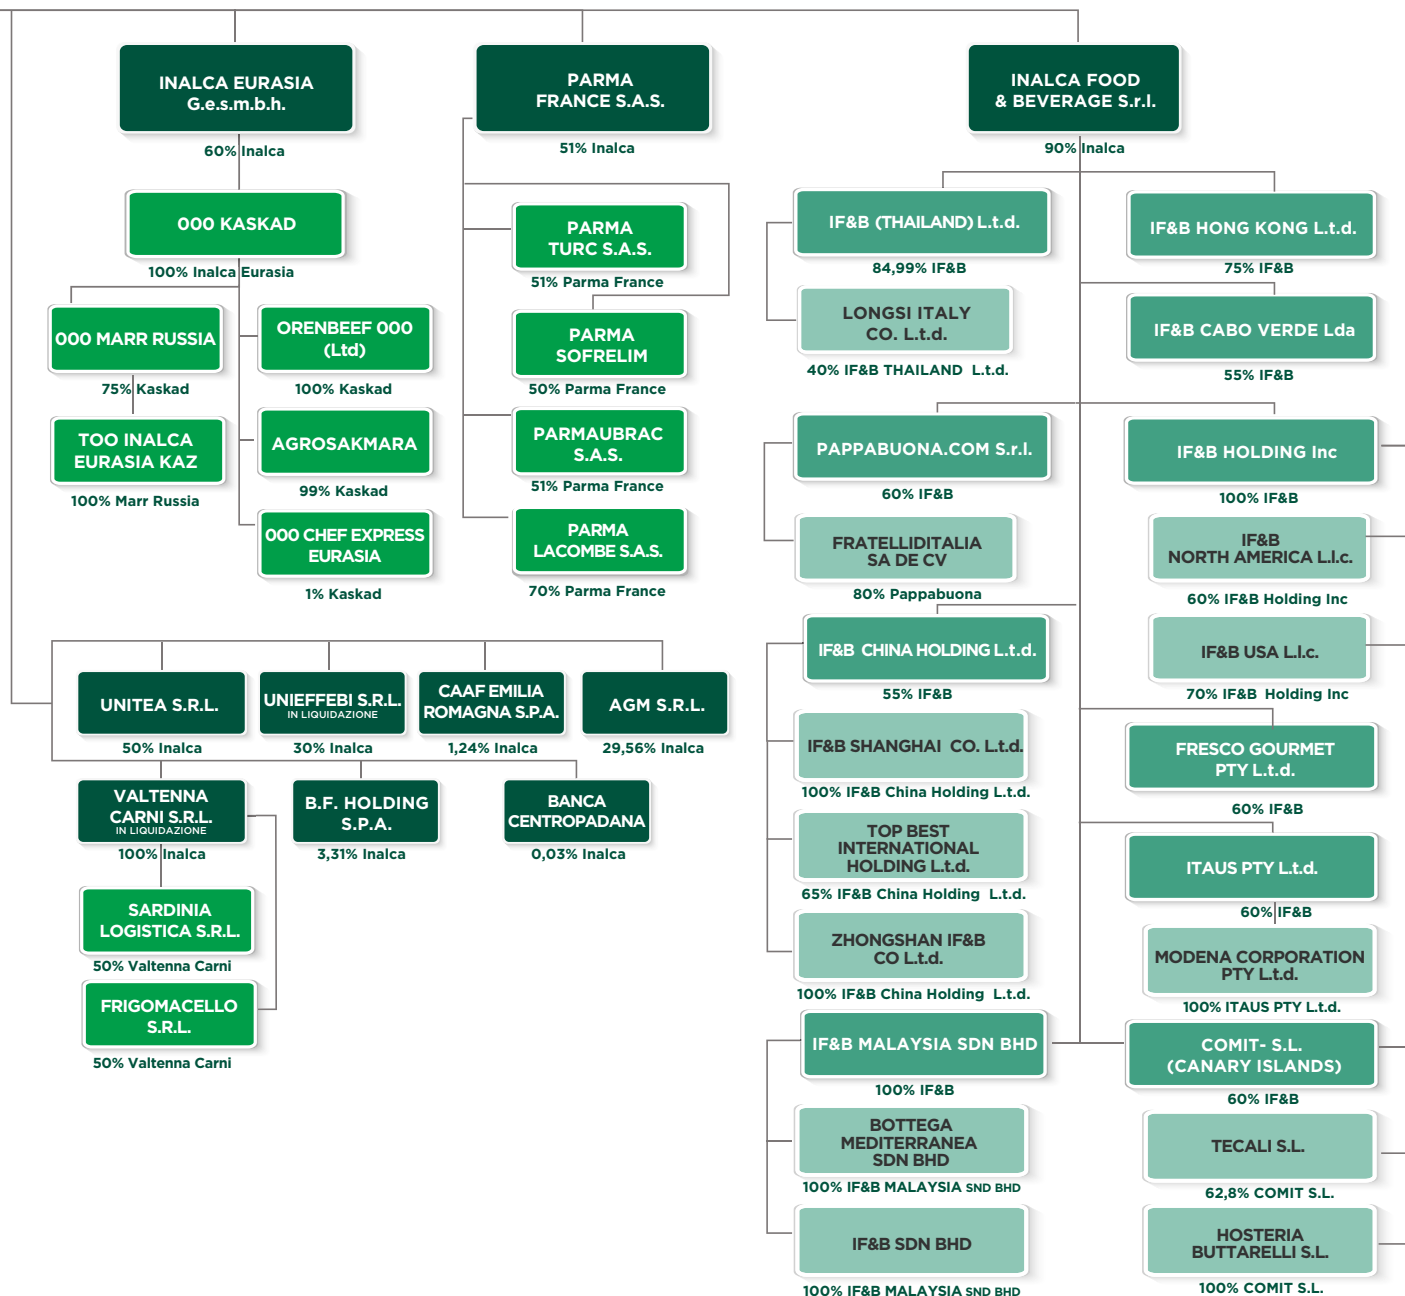 INALCA EURASIA
G.e.s.m.b.h.
60% Inalca
000 KASKAD
100% Inalca Eurasia
000 MARR RUSSIA
75% Kaskad
TOO INALCA
EURASIA KAZ
100% Marr Russia
ORENBEEF 000
(Ltd)
100% Kaskad
AGROSAKMARA
99% Kaskad
000 CHEF EXPRESS
EURASIA
1% Kaskad
PARMA
FRANCE S.A.S.
51% Inalca
PARMA
TURC S.A.S.
51% Parma France
PARMA
SOFRELIM
50% Parma France
PARMAUBRAC
S.A.S.
51% Parma France
PARMA
LACOMBE S.A.S.
70% Parma France
INALCA FOOD
& BEVERAGE S.r.l.
90% Inalca
IF&B (THAILAND) L.t.d.
84,99% IF&B
LONGSI ITALY
CO. L.t.d.
40% IF&B THAILAND L.t.d.
PAPPABUONA.COM S.r.l.
60% IF&B
FRATELLIDITALIA
SA DE CV
80% Pappabuona
IF&B CHINA HOLDING L.t.d.
55% IF&B
IF&B SHANGHAI CO. L.t.d.
100% IF&B China Holding L.t.d.
TOP BEST
INTERNATIONAL
HOLDING L.t.d.
65% IF&B China Holding L.t.d.
ZHONGSHAN IF&B
CO L.t.d.
100% IF&B China Holding L.t.d.
IF&B MALAYSIA SDN BHD
100% IF&B
BOTTEGA
MEDITERRANEA
SDN BHD
100% IF&B MALAYSIA SND BHD
IF&B SDN BHD
100% IF&B MALAYSIA SND BHD
IF&B HONG KONG L.t.d.
75% IF&B
IF&B CABO VERDE Lda
55% IF&B
IF&B HOLDING Inc
100% IF&B
IF&B
NORTH AMERICA L.l.c.
60% IF&B Holding Inc
IF&B USA L.l.c.
70% IF&B Holding Inc
FRESCO GOURMET
PTY L.t.d.
60% IF&B
ITAUS PTY L.t.d.
60% IF&B
MODENA CORPORATION
PTY L.t.d.
100% ITAUS PTY L.t.d.
COMIT- S.L.
(CANARY ISLANDS)
60% IF&B
TECALI S.L.
62,8% COMIT S.L.
HOSTERIA
BUTTARELLI S.L.
100% COMIT S.L.
UNITEA S.R.L.
50% Inalca
UNIEFFEBI S.R.L.
IN LIQUIDAZIONE
30% Inalca
CAAF EMILIA
ROMAGNA S.P.A.
1,24% Inalca
AGM S.R.L.
29,56% Inalca
VALTENNA
CARNI S.R.L.
IN LIQUIDAZIONE
100% Inalca
B.F. HOLDING
S.P.A.
3,31% Inalca
BANCA
CENTROPADANA
0,03% Inalca
SARDINIA
LOGISTICA S.R.L.
50% Valtenna Carni
FRIGOMACELLO
S.R.L.
50% Valtenna Carni